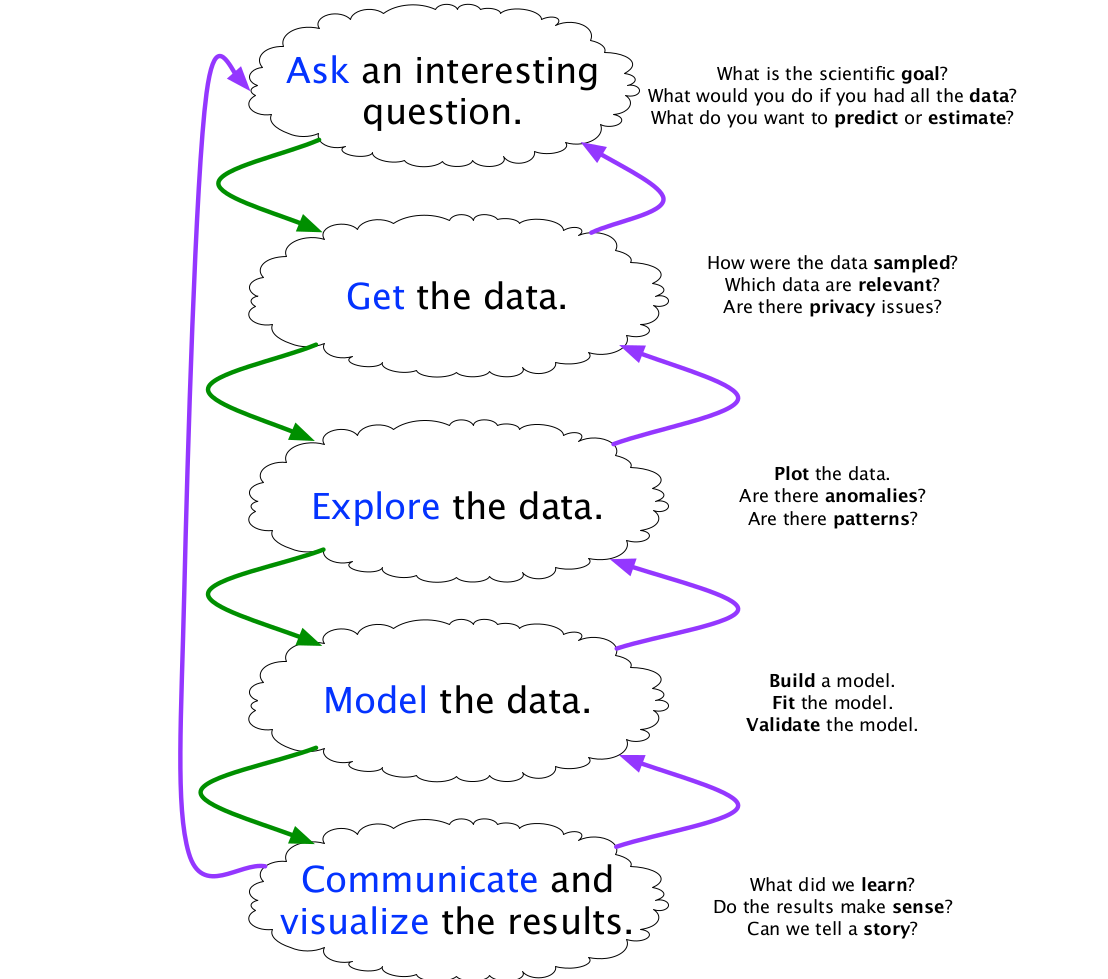 Ask an interesting
question.
What is the scientific goal?
What would you do if you had all the data?
What do you want to predict or estimate?
Get the data.
How were the data sampled?
Which data are relevant?
Are there privacy issues?
Explore the data.
Plot the data.
Are there anomalies?
Are there patterns?
Model the data.
Build a model.
Fit the model.
Validate the model.
Communicate and
visualize the results.
What did we learn?
Do the results make sense?
Can we tell a story?